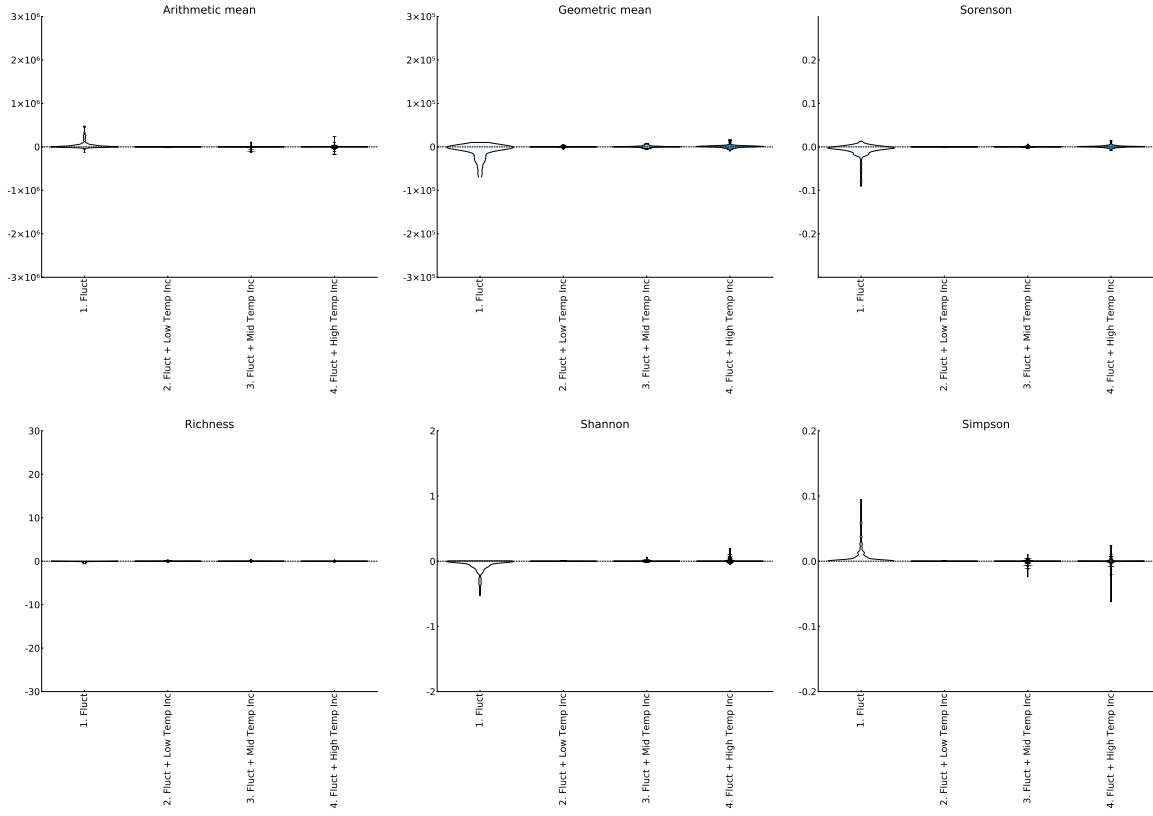 Arithmetic mean
3×10⁶
2×10⁶
1×10⁶
0
-1×10⁶
-2×10⁶
-3×10⁶
1. Fluct
2. Fluct + Low Temp Inc
3. Fluct + Mid Temp Inc
4. Fluct + High Temp Inc
Geometric mean
3×10⁵
2×10⁵
1×10⁵
0
-1×10⁵
-2×10⁵
-3×10⁵
1. Fluct
2. Fluct + Low Temp Inc
3. Fluct + Mid Temp Inc
4. Fluct + High Temp Inc
Sorenson
0.2
0.1
0.0
-0.1
-0.2
1. Fluct
2. Fluct + Low Temp Inc
3. Fluct + Mid Temp Inc
4. Fluct + High Temp Inc
Richness
30
20
10
0
-10
-20
-30
1. Fluct
2. Fluct + Low Temp Inc
3. Fluct + Mid Temp Inc
4. Fluct + High Temp Inc
Shannon
2
1
0
-1
-2
1. Fluct
2. Fluct + Low Temp Inc
3. Fluct + Mid Temp Inc
4. Fluct + High Temp Inc
Simpson
0.2
0.1
0.0
-0.1
-0.2
1. Fluct
2. Fluct + Low Temp Inc
3. Fluct + Mid Temp Inc
4. Fluct + High Temp Inc